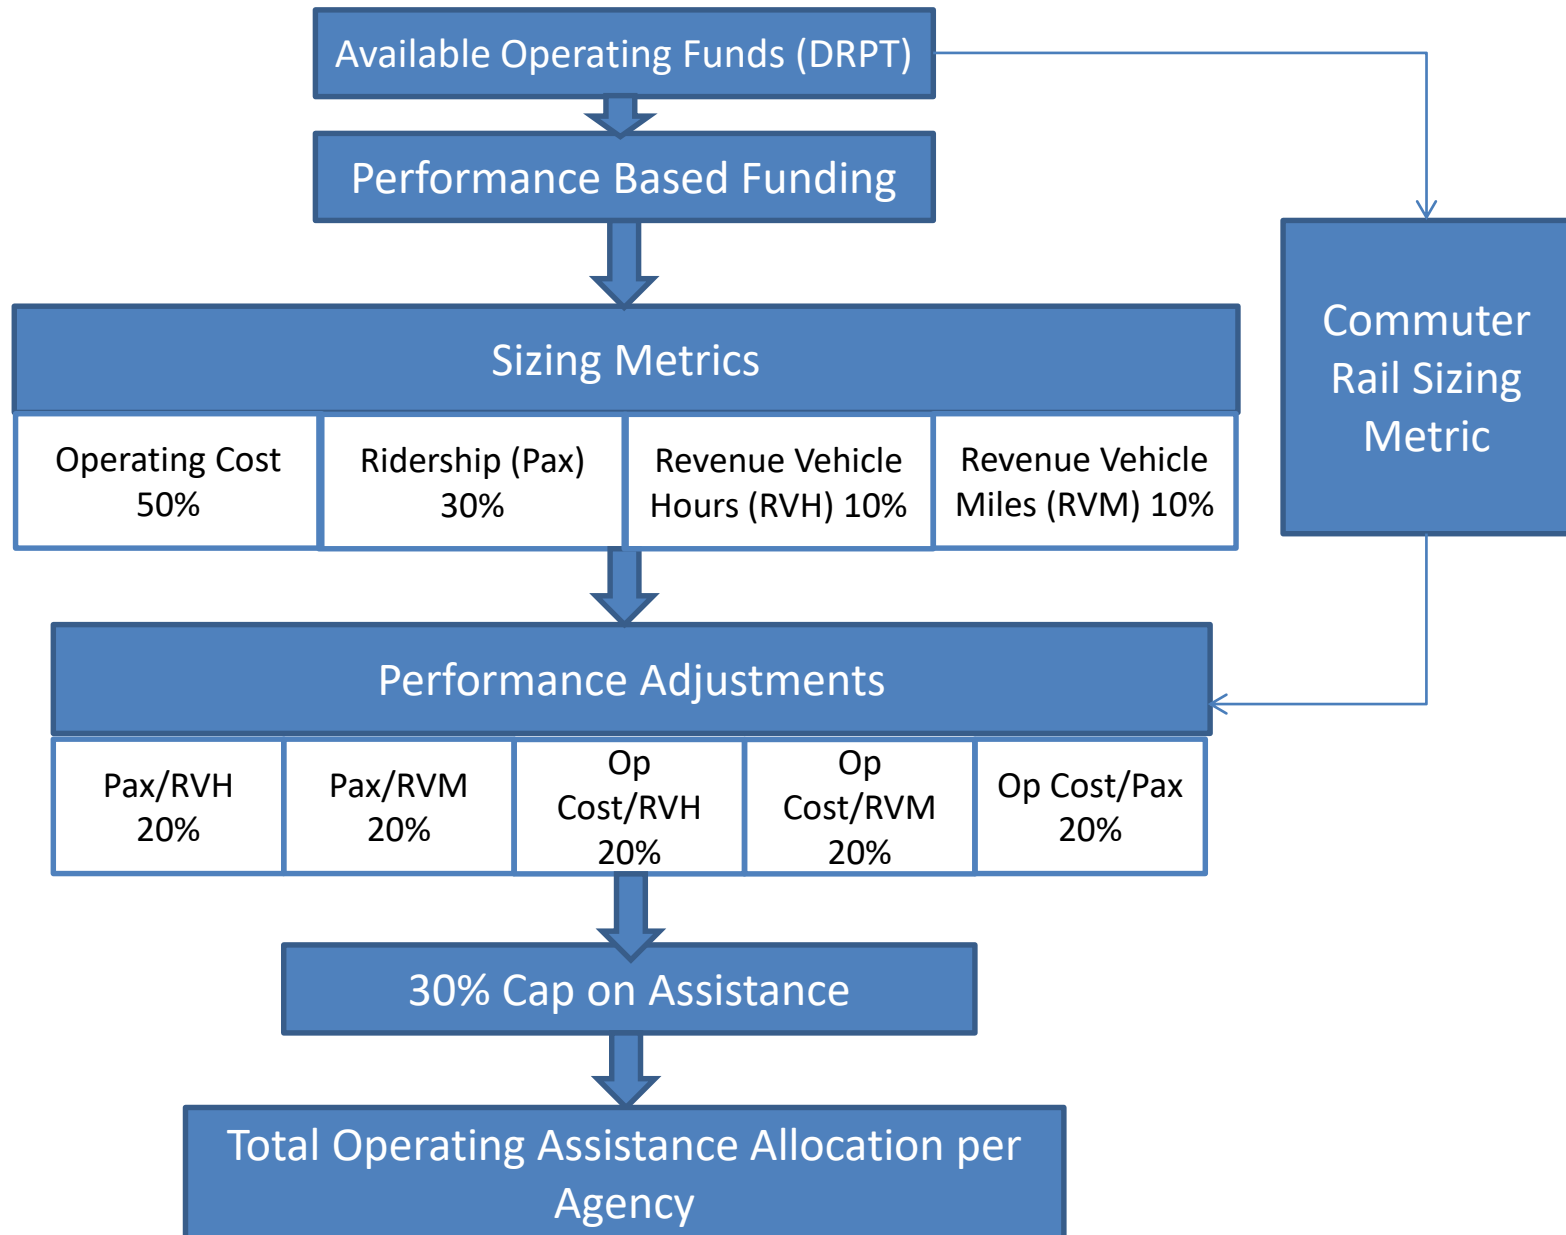 Available Operating Funds (DRPT)
Performance Based Funding
Sizing Metrics
Operating Cost
50%
Ridership (Pax)
30%
Revenue Vehicle
Hours (RVH) 10%
Revenue Vehicle
Miles (RVM) 10%
Commuter
Rail Sizing
Metric
Performance Adjustments
Pax/RVH
20%
Pax/RVM
20%
Op
Cost/RVH
20%
Op
Cost/RVM
20%
Op Cost/Pax
20%
30% Cap on Assistance
Total Operating Assistance Allocation per
Agency